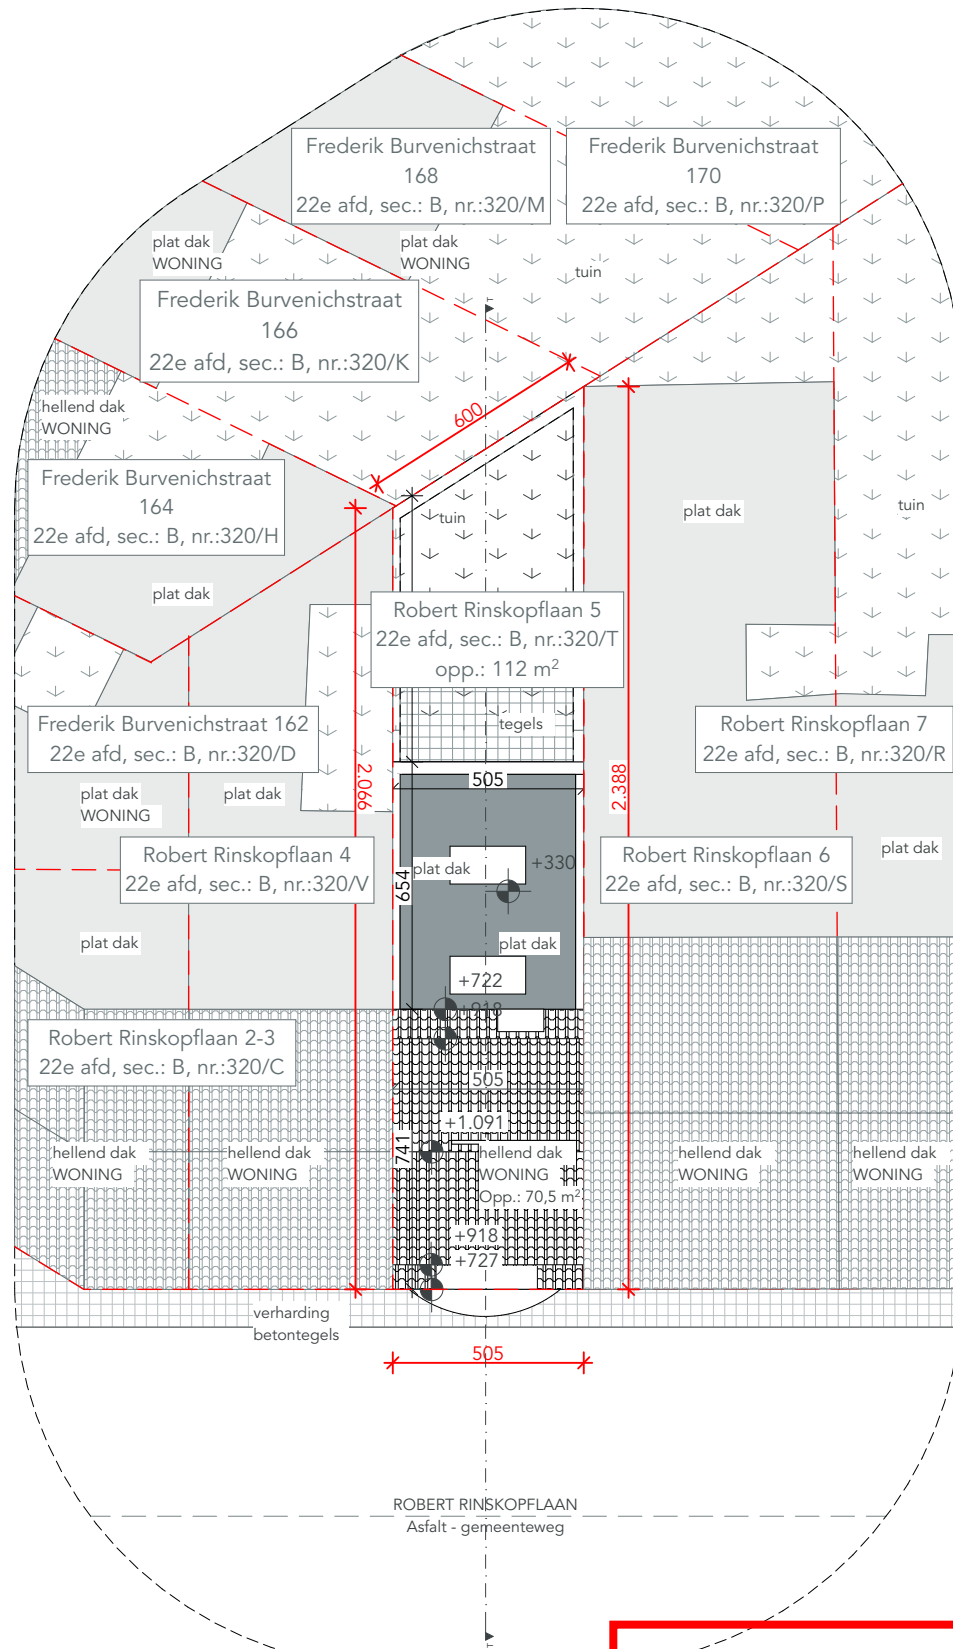 Frederik Burvenichstraat
168
22e afd, sec.: B, nr.:320/M
Frederik Burvenichstraat
170
22e afd, sec.: B, nr.:320/P
plat dak
WONING
plat dak
WONING
tuin
Frederik Burvenichstraat
166
22e afd, sec.: B, nr.:320/K
hellend dak
WONING
600
Frederik Burvenichstraat
164
22e afd, sec.: B, nr.:320/H
tuin
plat dak
tuin
plat dak
Robert Rinskopflaan 5
22e afd, sec.: B, nr.:320/T
opp.: 112 m²
tegels
Frederik Burvenichstraat 162
22e afd, sec.: B, nr.:320/D
Robert Rinskopflaan 7
22e afd, sec.: B, nr.:320/R
plat dak
WONING
plat dak
2.066
505
2.388
Robert Rinskopflaan 4
22e afd, sec.: B, nr.:320/V
plat dak
+330
654
Robert Rinskopflaan 6
22e afd, sec.: B, nr.:320/S
plat dak
plat dak
plat dak
+722
+918
Robert Rinskopflaan 2-3
22e afd, sec.: B, nr.:320/C
505
+1.091
741
hellend dak
WONING
hellend dak
WONING
hellend dak
WONING
Opp.: 70,5 m²
hellend dak
WONING
hellend dak
WONING
+918
+727
verharding
betontegels
505
ROBERT RINSKOPFLAAN
Asfalt - gemeenteweg